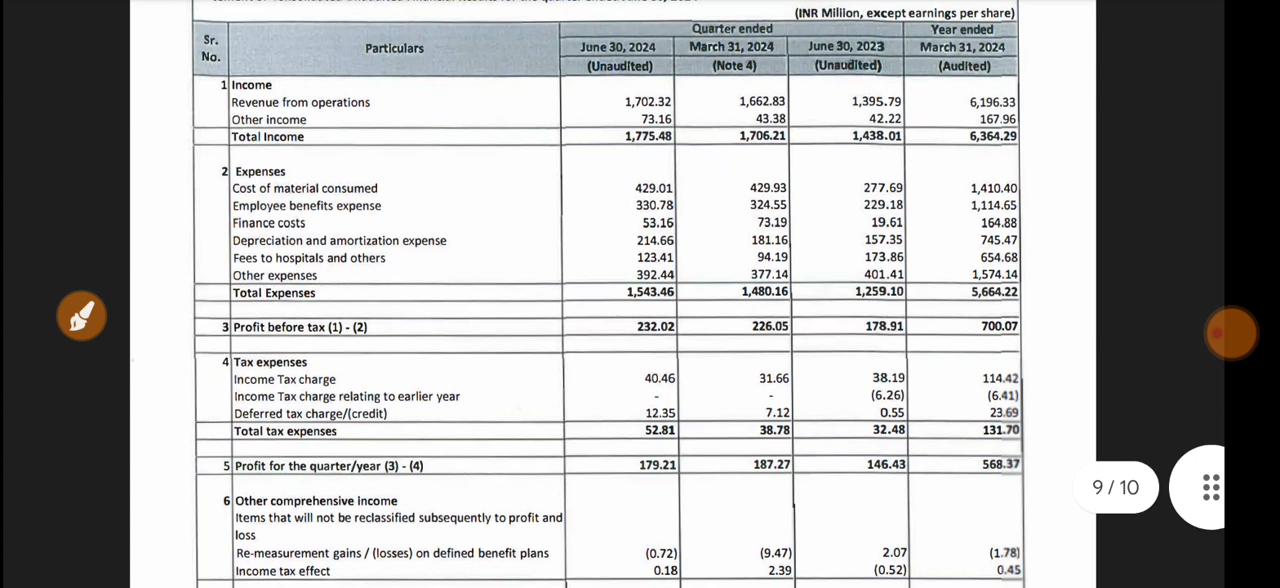 (INR Million, except earnings per share)
Sr. No. Particulars Quarter ended Year ended
June 30, 2024 March 31, 2024 June 30, 2023 March 31, 2024
(Unaudited) (Note 4) (Unaudited) (Audited)
1 Income
Revenue from operations 1,702.32 1,662.83 1,395.79 6,196.33
Other income 73.16 43.38 42.22 167.96
Total Income 1,775.48 1,706.21 1,438.01 6,364.29
2 Expenses
Cost of material consumed 429.01 429.93 277.69 1,410.40
Employee benefits expense 330.78 324.55 229.18 1,114.65
Finance costs 53.16 73.19 19.61 164.88
Depreciation and amortization expense 214.66 181.16 157.35 745.47
Fees to hospitals and others 123.41 94.19 173.86 654.68
Other expenses 392.44 377.14 401.41 1,574.14
Total Expenses 1,543.46 1,480.16 1,259.10 5,664.22
3 Profit before tax (1) - (2) 232.02 226.05 178.91 700.07
4 Tax expenses
Income Tax charge 40.46 31.66 38.19 114.42
Income Tax charge relating to earlier year - - (6.26) (6.41)
Deferred tax charge/(credit) 12.35 7.12 0.55 23.69
Total tax expenses 52.81 38.78 32.48 131.70
5 Profit for the quarter/year (3) - (4) 179.21 187.27 146.43 568.37
6 Other comprehensive income
Items that will not be reclassified subsequently to profit and
loss
Re-measurement gains / (losses) on defined benefit plans (0.72) (9.47) 2.07 (1.78)
Income tax effect 0.18 2.39 (0.52) 0.45
9 / 10